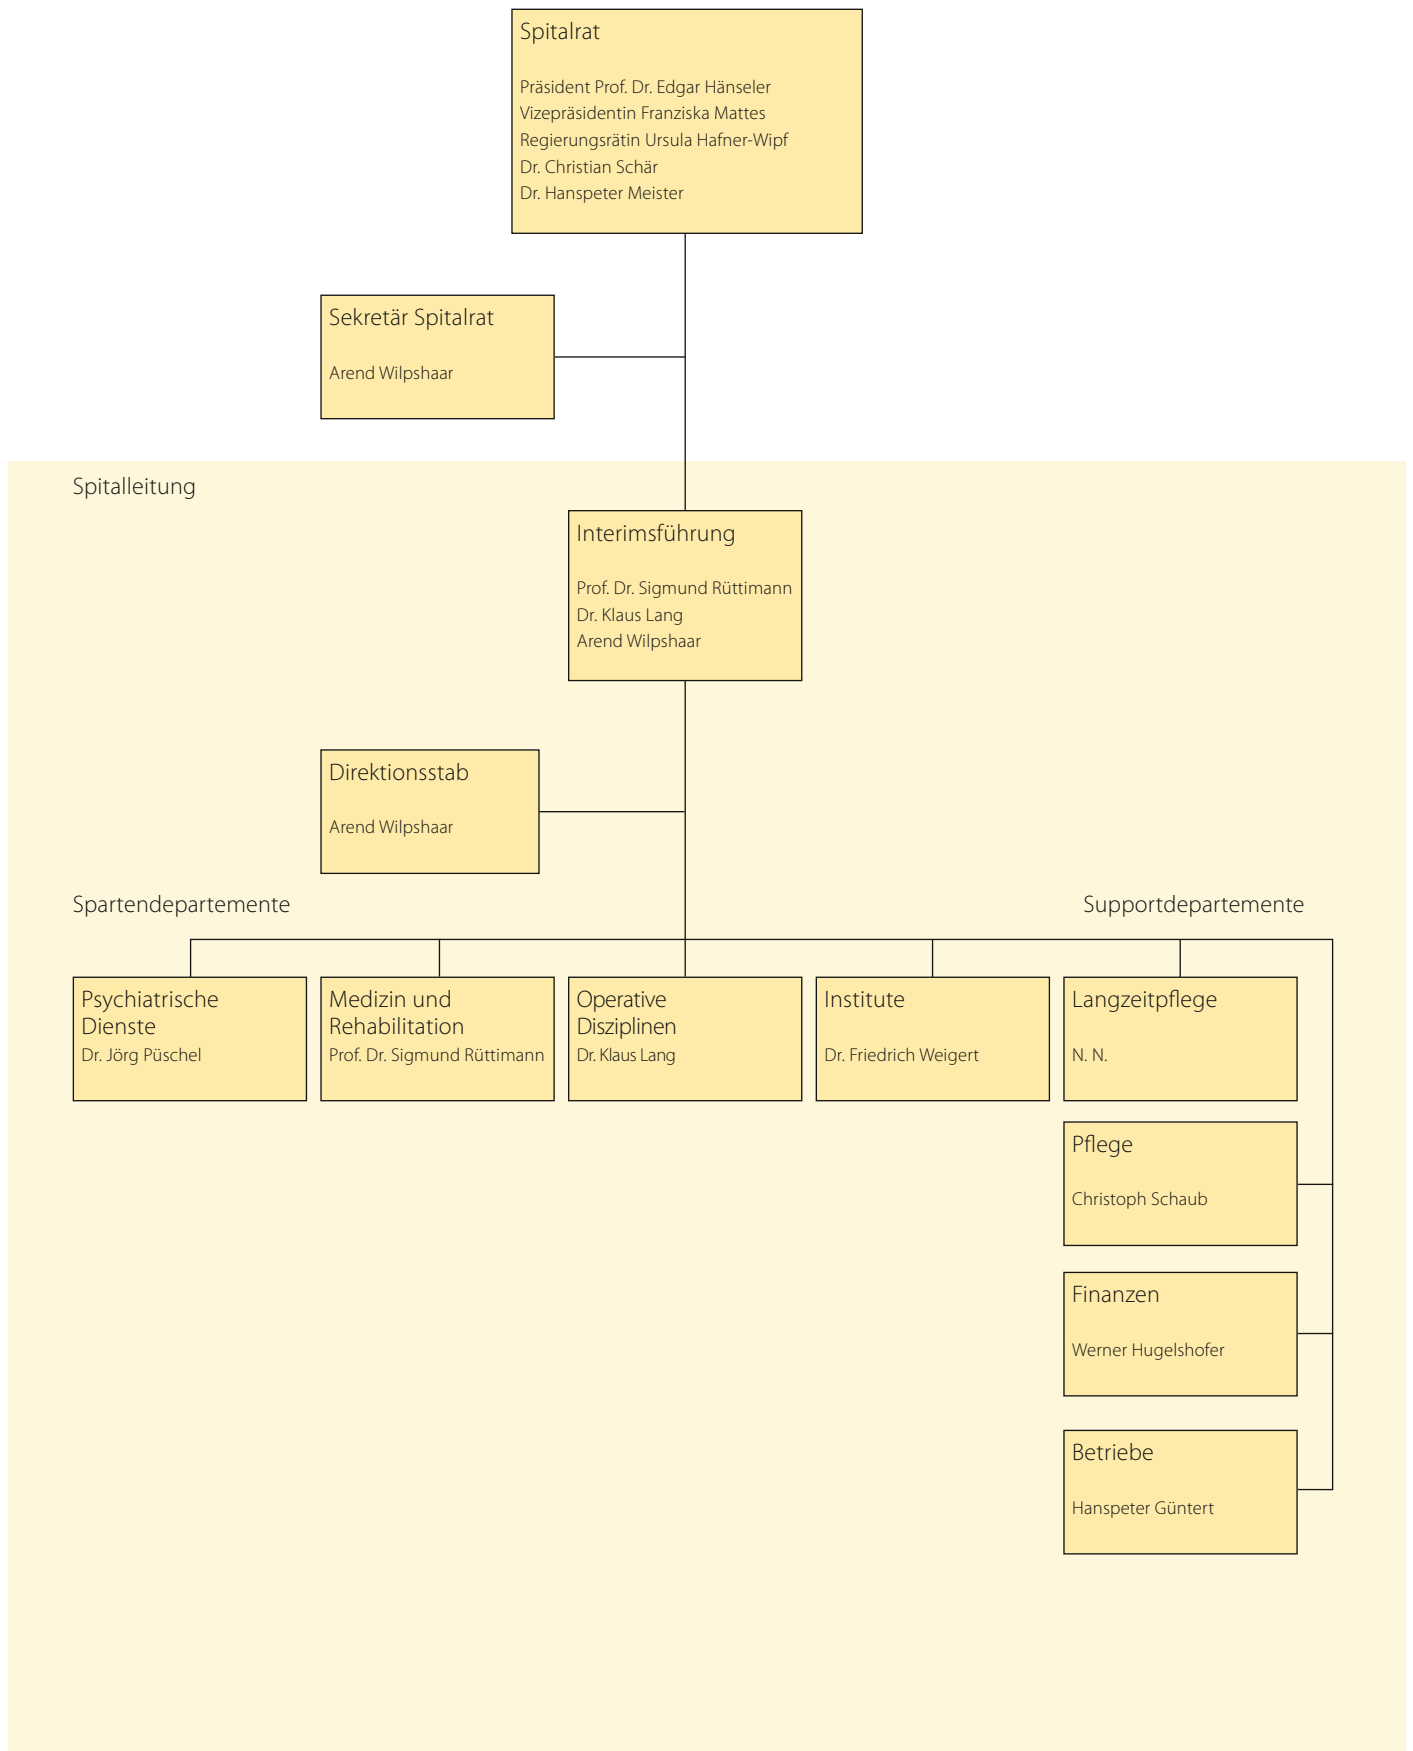 Spitalrat
Präsident Prof. Dr. Edgar Hänseler
Vizepräsidentin Franziska Mattes
Regierungsrätin Ursula Hafner-Wipf
Dr. Christian Schär
Dr. Hanspeter Meister
Sekretär Spitalrat
Arend Wilpshaar
Spitalleitung
Interimsführung
Prof. Dr. Sigmund Rüttimann
Dr. Klaus Lang
Arend Wilpshaar
Direktionsstab
Arend Wilpshaar
Spartendepartemente
Supportdepartemente
Psychiatrische
Dienste
Dr. Jörg Püschel
Medizin und
Rehabilitation
Prof. Dr. Sigmund Rüttimann
Operative
Disziplinen
Dr. Klaus Lang
Institute
Dr. Friedrich Weigert
Langzeitpflege
N. N.
Pflege
Christoph Schaub
Finanzen
Werner Hugelshofer
Betriebe
Hanspeter Güntert